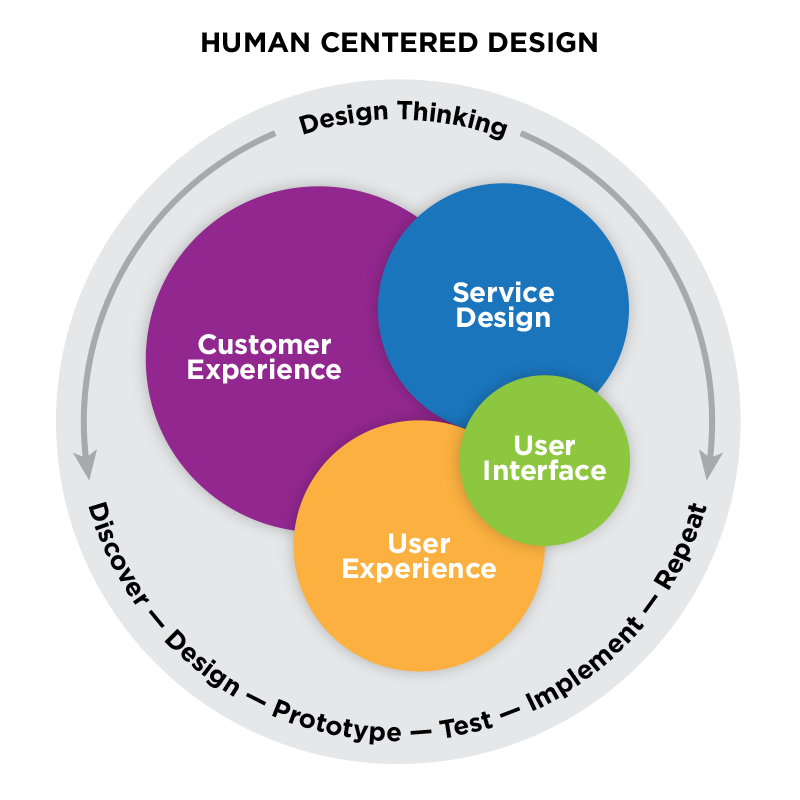 HUMAN CENTERED DESIGN
Design Thinking
Service
Design
Customer
Experience
User
Interface
User
Experience
Discover — Design — Prototype — Test — Implement — Repeat